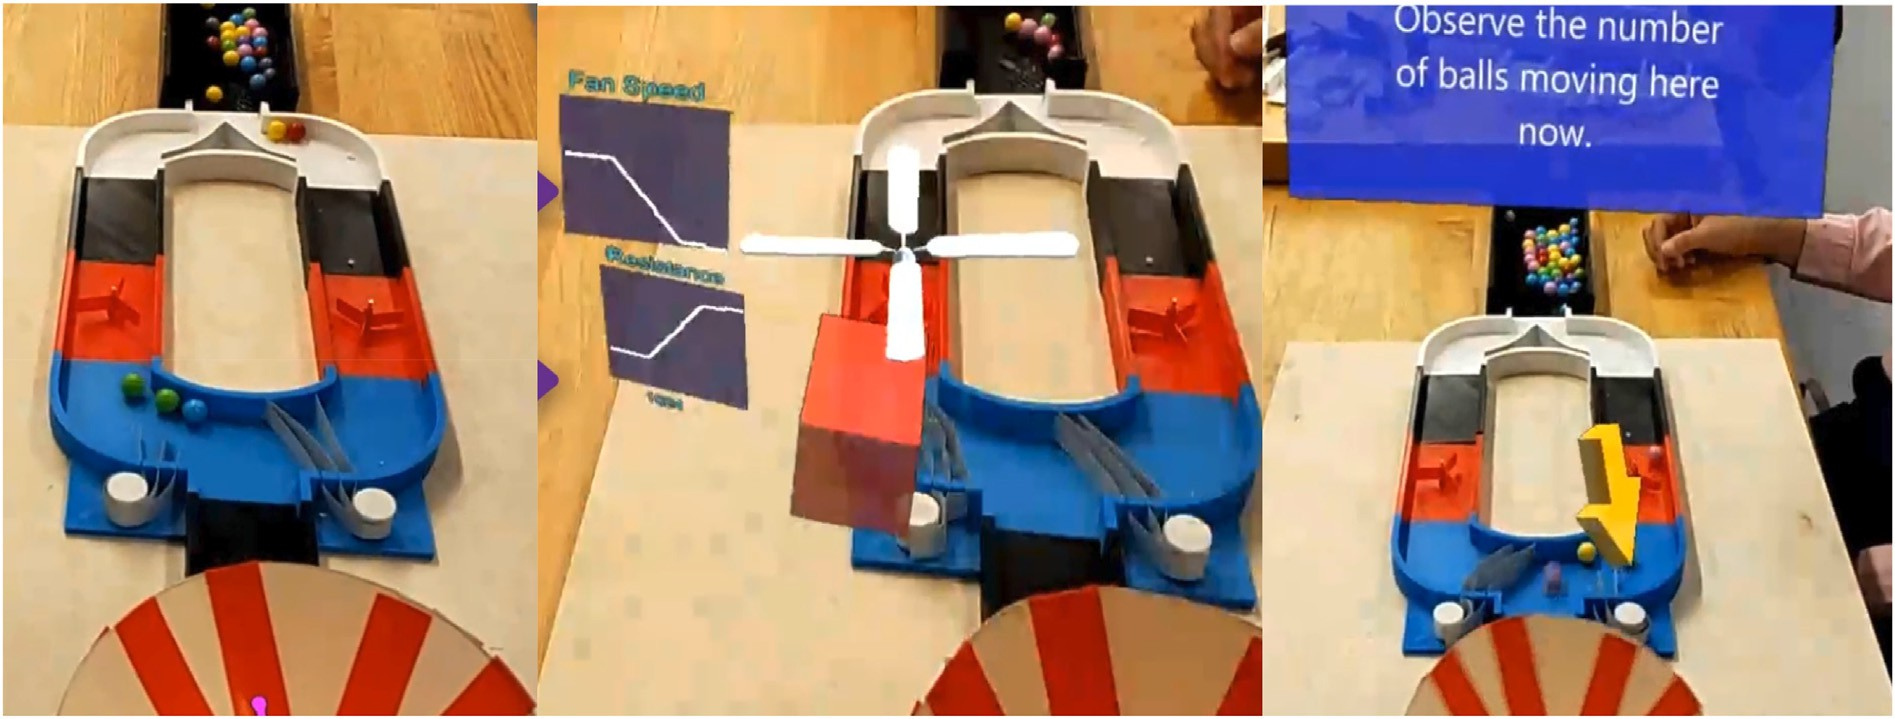 Fan Speed
Resistance
Observe the number
of balls moving here
now.